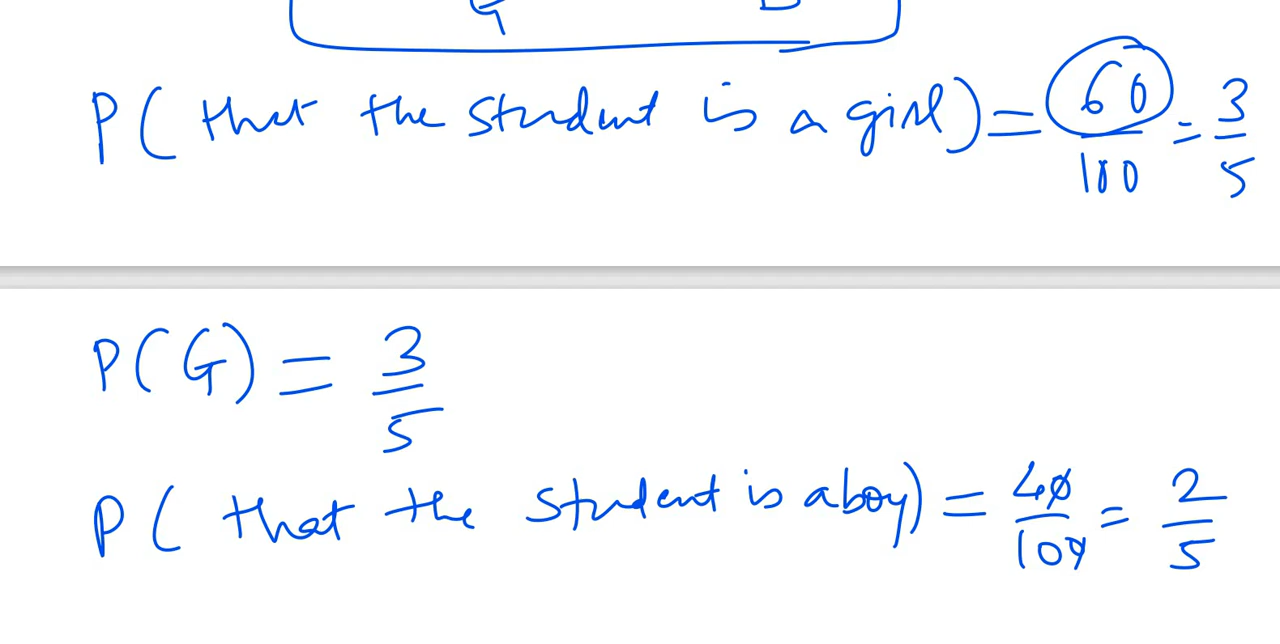 G B
P( that the student is a girl) = 60/100 = 3/5
P(G) = 3/5
P( that the student is a boy) = 40/100 = 2/5